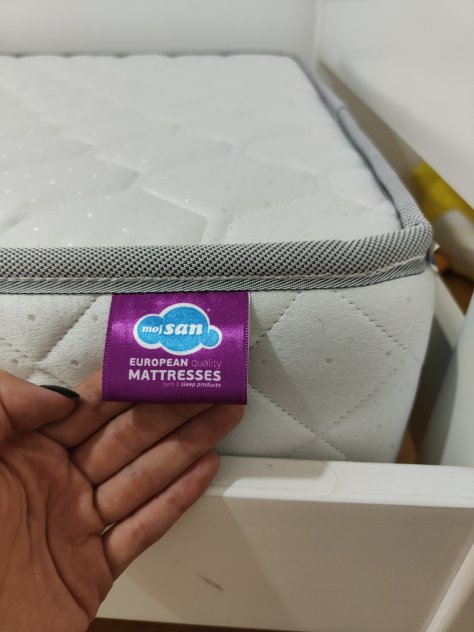 moj san®
EUROPEAN quality
MATTRESSES
beds & sleep products